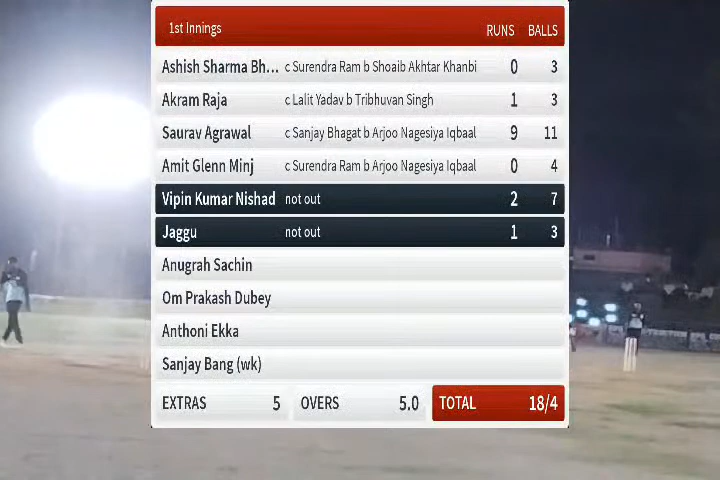 1st Innings RUNS BALLS
Ashish Sharma Bh... c Surendra Ram b Shoaib Akhtar Khanbi 0 3
Akram Raja c Lalit Yadav b Tribhuvan Singh 1 3
Saurav Agrawal c Sanjay Bhagat b Arjoo Nagesiya Iqbaal 9 11
Amit Glenn Minj c Surendra Ram b Arjoo Nagesiya Iqbaal 0 4
Vipin Kumar Nishad not out 2 7
Jaggu not out 1 3
Anugrah Sachin
Om Prakash Dubey
Anthoni Ekka
Sanjay Bang (wk)
EXTRAS 5 OVERS 5.0 TOTAL 18/4